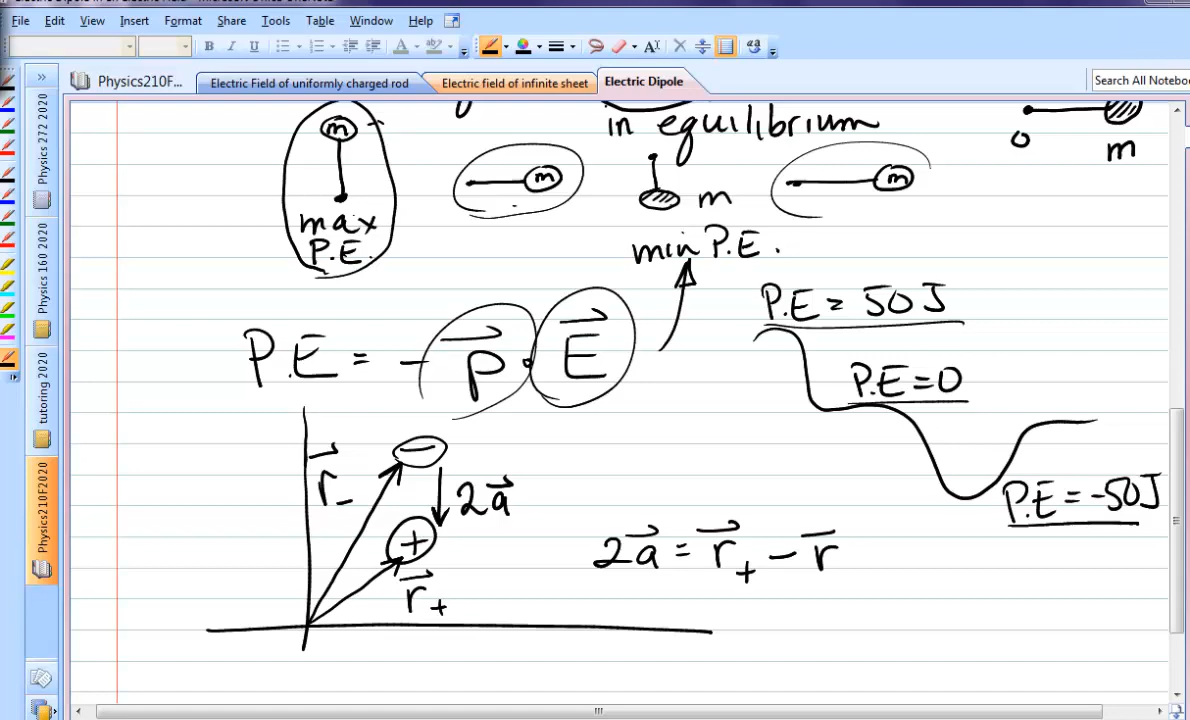 File Edit View Insert Format Share Tools Table Window Help
Physics210F... Electric Field of uniformly charged rod Electric field of infinite sheet Electric Dipole Search All Notebo
Physics 272 2020
Physics 160 2020
tutoring 2020
Physics210F2020
in equilibrium
m
m
m
m
o
m
max
P.E.
min P.E.
P.E = 50J
P.E = - p⃗ · E⃗
P.E = 0
P.E = -50J
r⃗₋
−
2a⃗
+
r⃗₊
2a⃗ = r⃗₊ − r̅